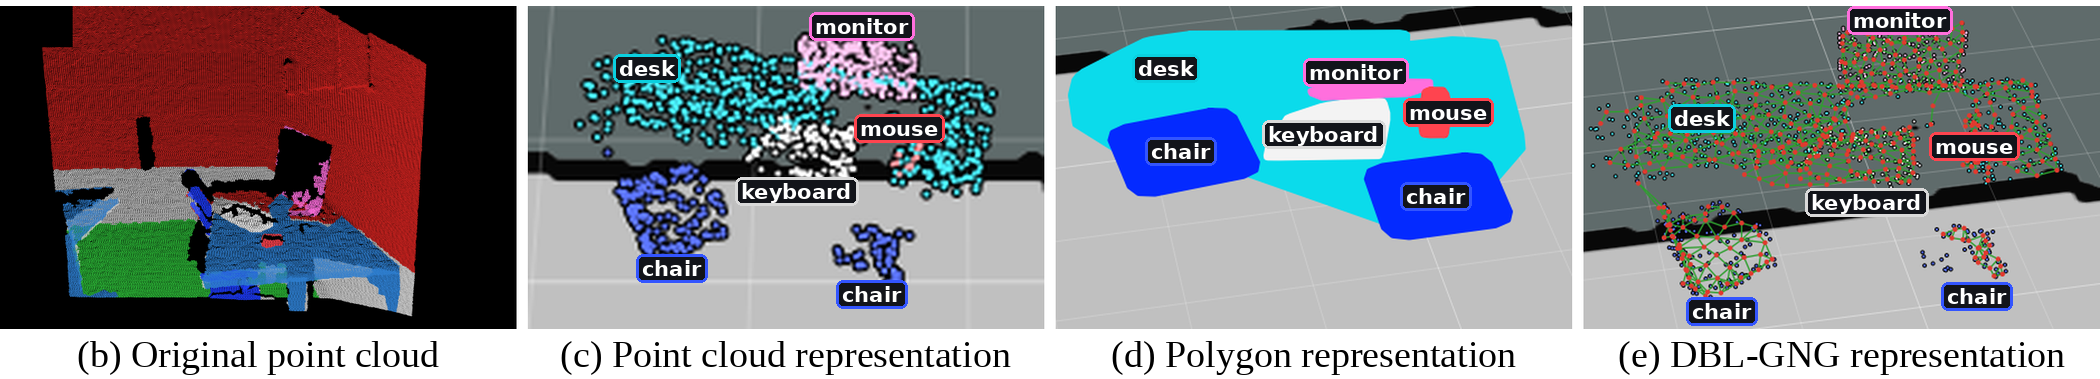 monitor
desk
mouse
keyboard
chair
chair
desk
monitor
mouse
keyboard
chair
chair
monitor
desk
mouse
keyboard
chair
chair
(b) Original point cloud
(c) Point cloud representation
(d) Polygon representation
(e) DBL-GNG representation